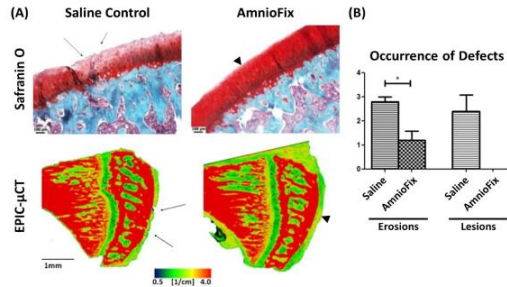 (A)
Saline Control
AmnioFix
Safranin O
EPIC-μCT
1mm
0.5 [1/cm] 4.0
(B)
Occurrence of Defects
4
3
2
1
0
*
Saline
AmnioFix
Saline
AmnioFix
Erosions
Lesions